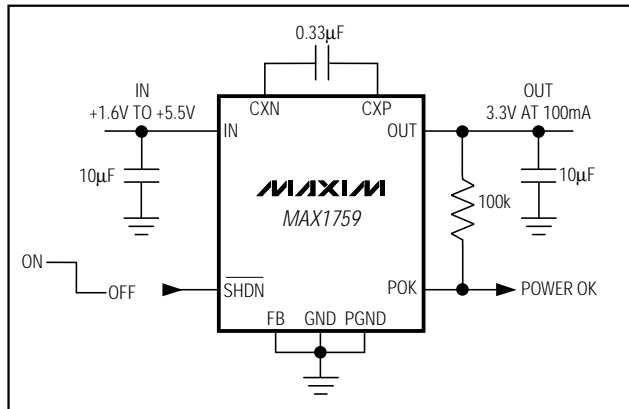 0.33µF
IN
+1.6V TO +5.5V
OUT
3.3V AT 100mA
CXN
CXP
IN
OUT
10µF
MAXIM
MAX1759
100k
10µF
ON
OFF
SHDN
POK
POWER OK
FB
GND
PGND